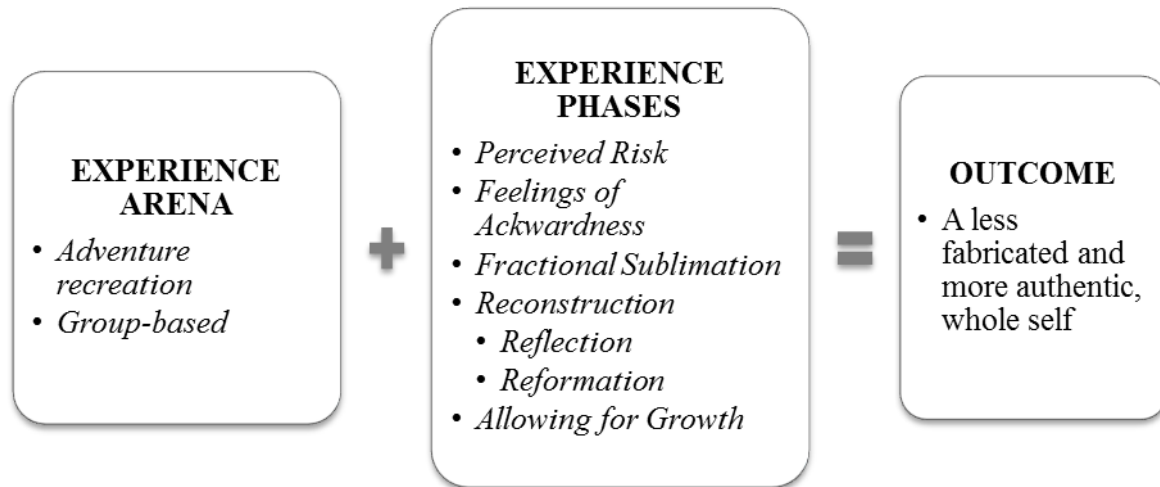 EXPERIENCE
ARENA
• Adventure
recreation
• Group-based
+
EXPERIENCE
PHASES
• Perceived Risk
• Feelings of
Ackwardness
• Fractional Sublimation
• Reconstruction
• Reflection
• Reformation
• Allowing for Growth
=
OUTCOME
• A less
fabricated and
more authentic,
whole self